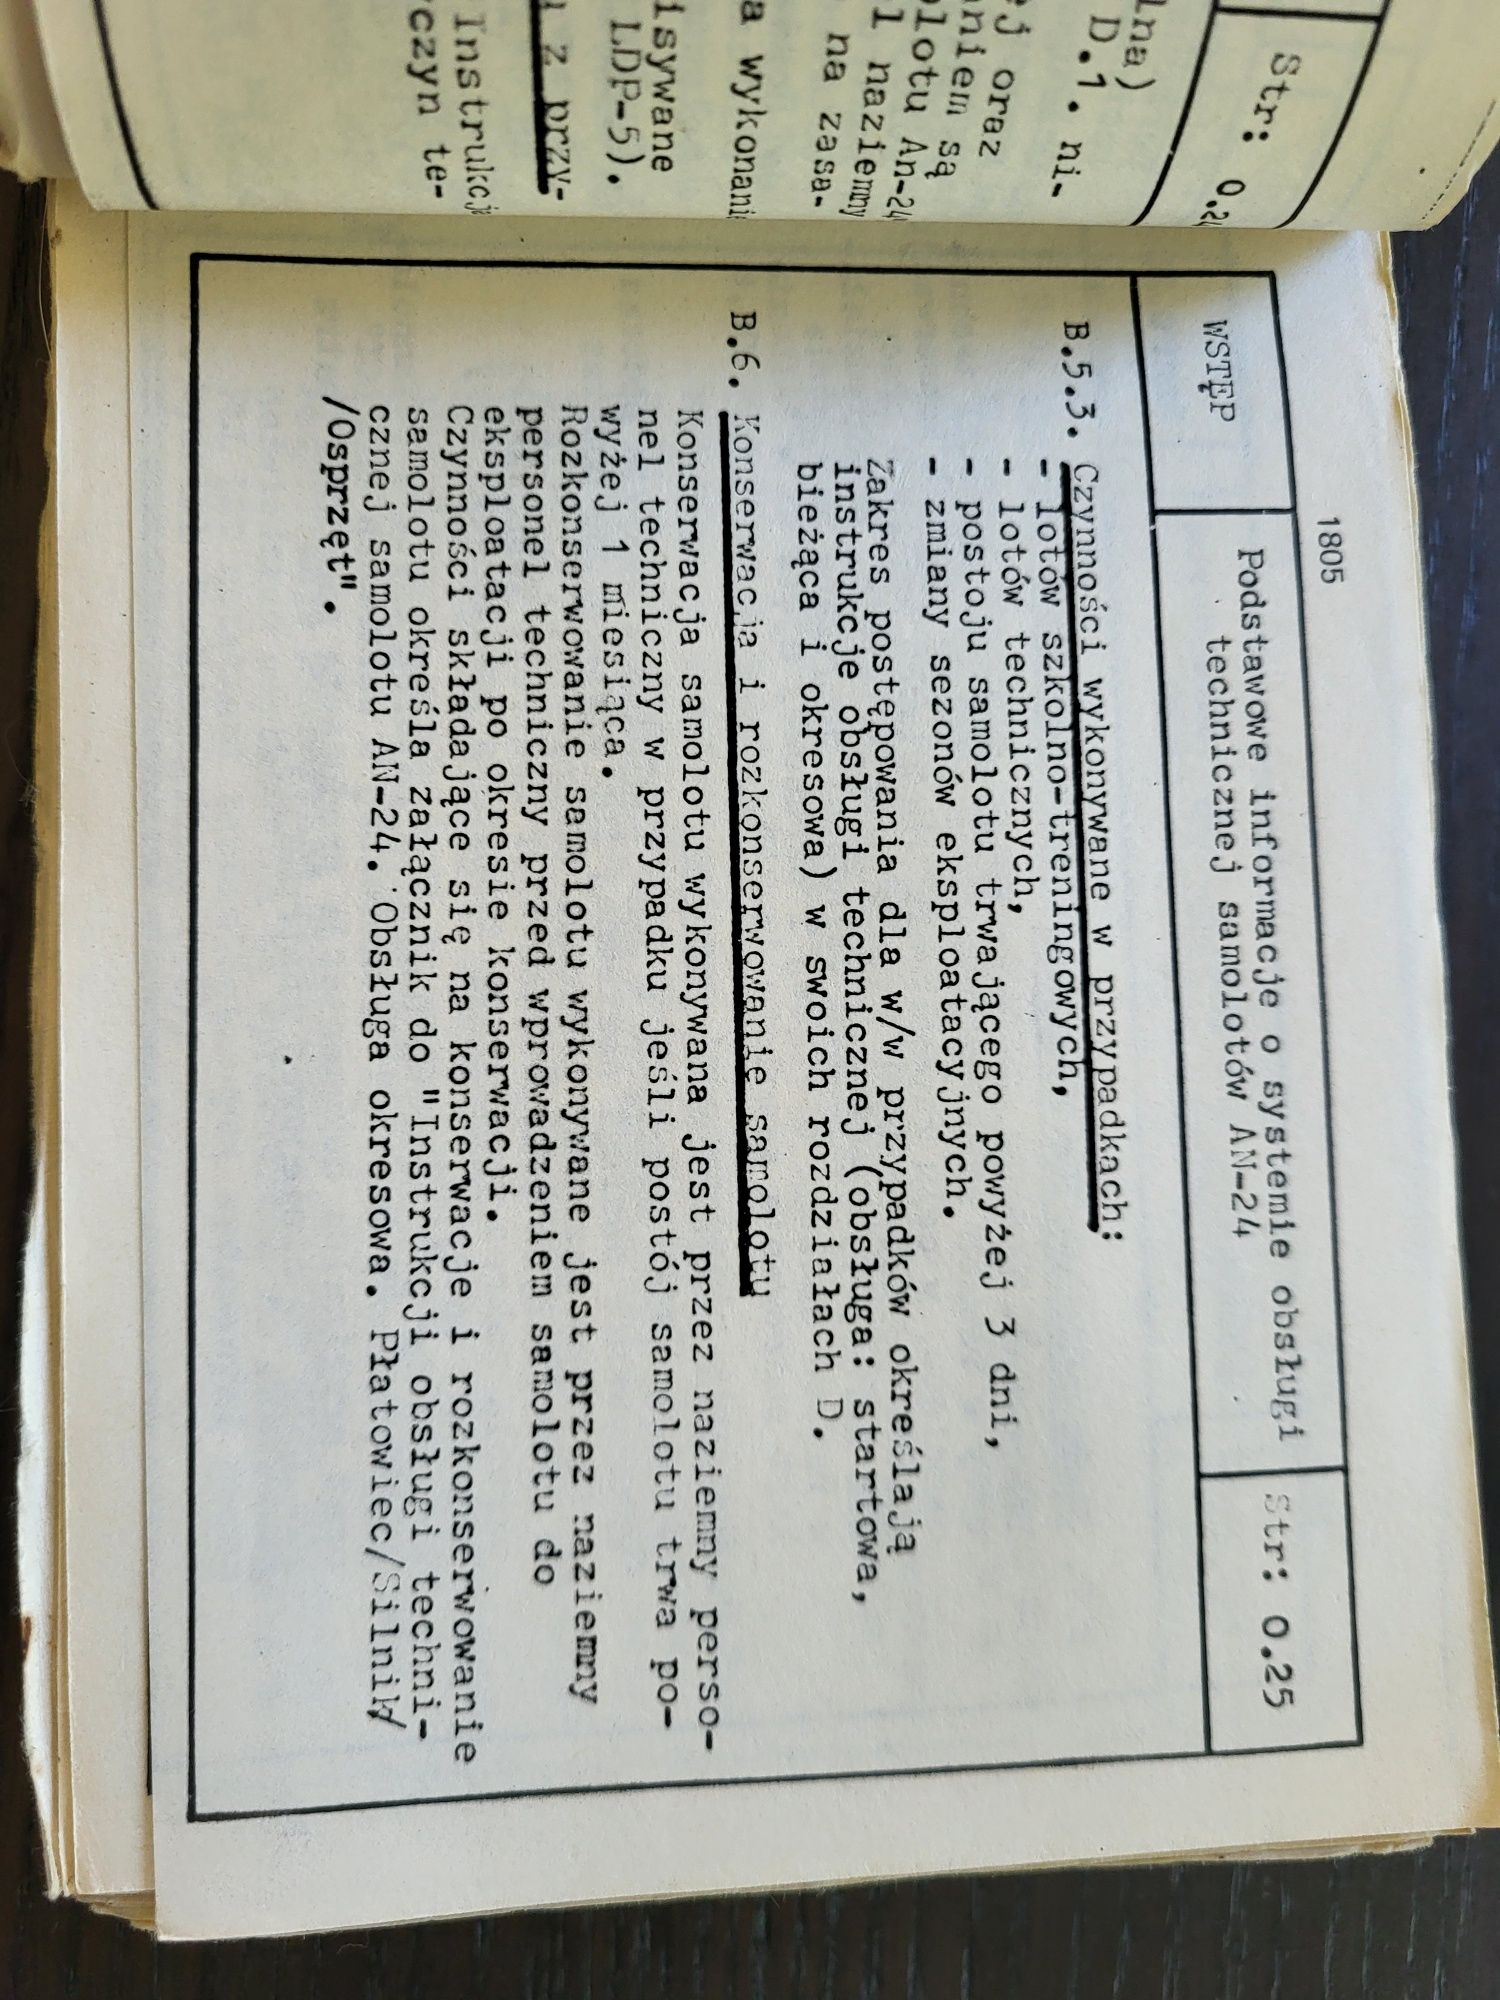 lna)
D.1. ni-
ej oraz
niem są
lotu An-24
l naziemny
na zasa-
a wykonani
isywane
LDP-5).
z przy-
Instrukcj
czyn te-
Str: 0.24
1805
WSTĘP
Podstawowe informacje o systemie obsługi
technicznej samolotów AN-24
Str: 0.25
B.5.3. Czynności wykonywane w przypadkach:
- lotów szkolno-treningowych,
- lotów technicznych,
- postoju samolotu trwającego powyżej 3 dni,
- zmiany sezonów eksploatacyjnych.
Zakres postępowania dla w/w przypadków określają
instrukcje obsługi technicznej (obsługa: startowa,
bieżąca i okresowa) w swoich rozdziałach D.
B.6. Konserwacja i rozkonserwowanie samolotu
Konserwacja samolotu wykonywana jest przez naziemny perso-
nel techniczny w przypadku jeśli postój samolotu trwa po-
wyżej 1 miesiąca.
Rozkonserwowanie samolotu wykonywane jest przez naziemny
personel techniczny przed wprowadzeniem samolotu do
eksploatacji po okresie konserwacji.
Czynności składające się na konserwacje i rozkonserwowanie
samolotu określa załącznik do "Instrukcji obsługi techni-
cznej samolotu AN-24. Obsługa okresowa. Płatowiec/Silnik/
/Osprzęt".